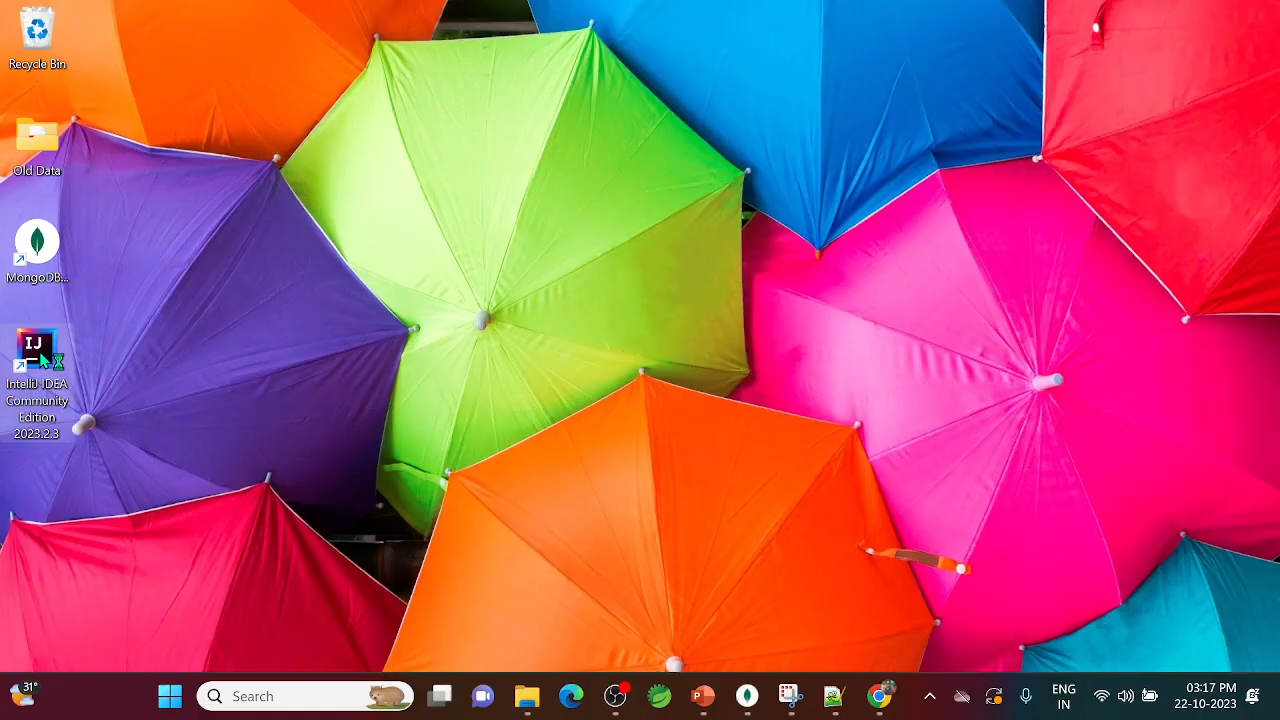 Recycle Bin
Old Data
MongoDB...
IJ
IntelliJ IDEA
Community
Edition
2023.2.3
31°
Search
ENG
IN
03:17 PM
22-10-2023